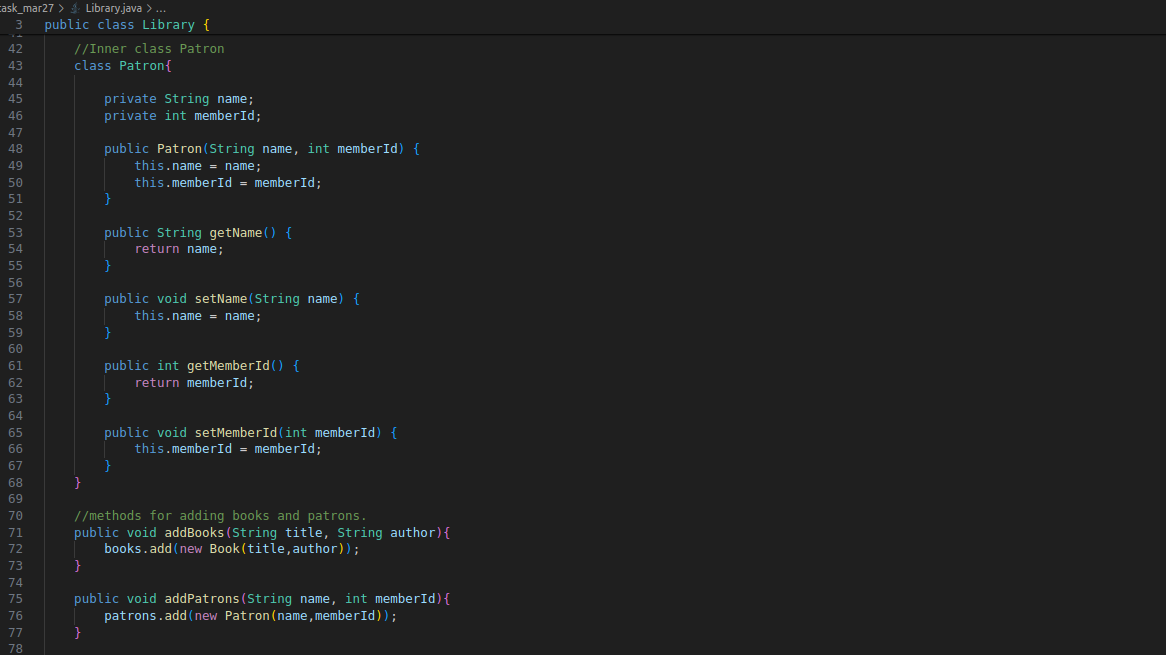 task_mar27 > Library.java > ...
3 public class Library {
42 //Inner class Patron
43 class Patron{
44
45 private String name;
46 private int memberId;
47
48 public Patron(String name, int memberId) {
49 this.name = name;
50 this.memberId = memberId;
51 }
52
53 public String getName() {
54 return name;
55 }
56
57 public void setName(String name) {
58 this.name = name;
59 }
60
61 public int getMemberId() {
62 return memberId;
63 }
64
65 public void setMemberId(int memberId) {
66 this.memberId = memberId;
67 }
68 }
69
70 //methods for adding books and patrons.
71 public void addBooks(String title, String author){
72 books.add(new Book(title,author));
73 }
74
75 public void addPatrons(String name, int memberId){
76 patrons.add(new Patron(name,memberId));
77 }
78